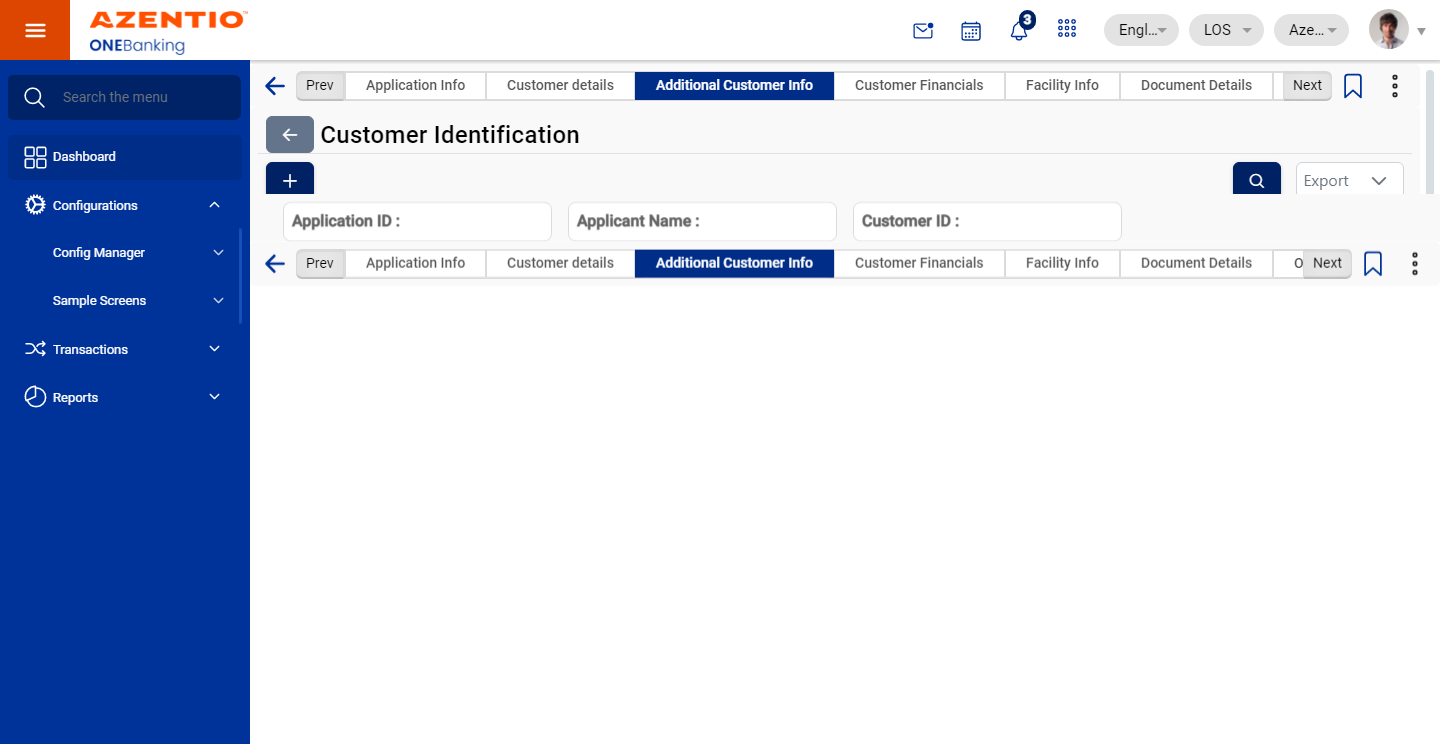 AZENTIO™
ONEBanking
3
Engl...
LOS
Aze...
Search the menu
Dashboard
Configurations
Config Manager
Sample Screens
Transactions
Reports
Prev
Application Info
Customer details
Additional Customer Info
Customer Financials
Facility Info
Document Details
Next
Customer Identification
Export
Application ID :
Applicant Name :
Customer ID :
Prev
Application Info
Customer details
Additional Customer Info
Customer Financials
Facility Info
Document Details
O
Next